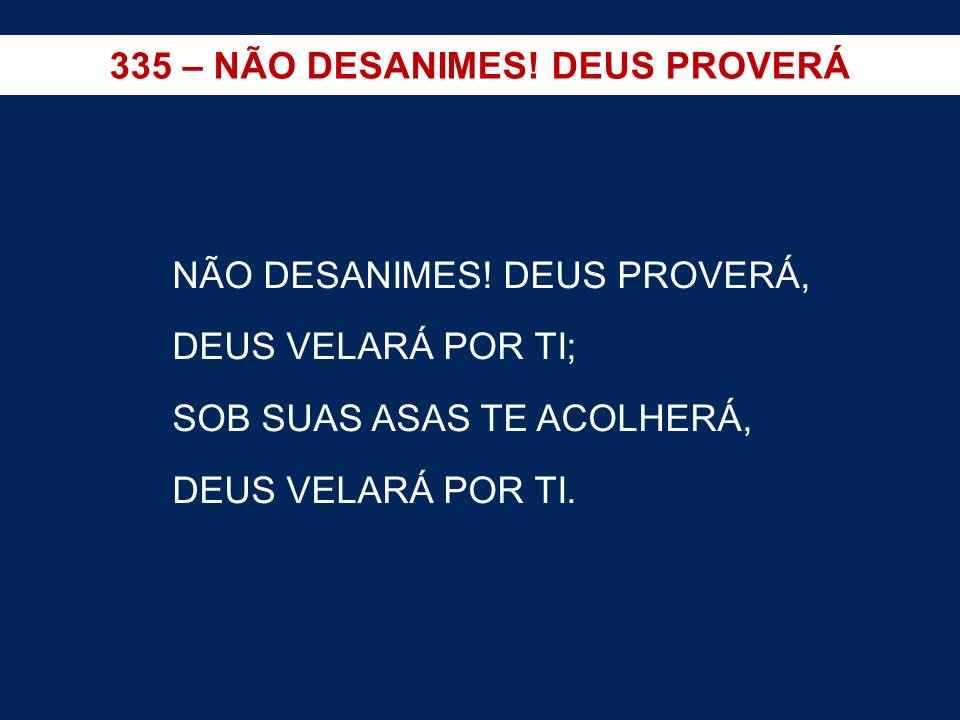 335 – NÃO DESANIMES! DEUS PROVERÁ
NÃO DESANIMES! DEUS PROVERÁ,
DEUS VELARÁ POR TI;
SOB SUAS ASAS TE ACOLHERÁ,
DEUS VELARÁ POR TI.